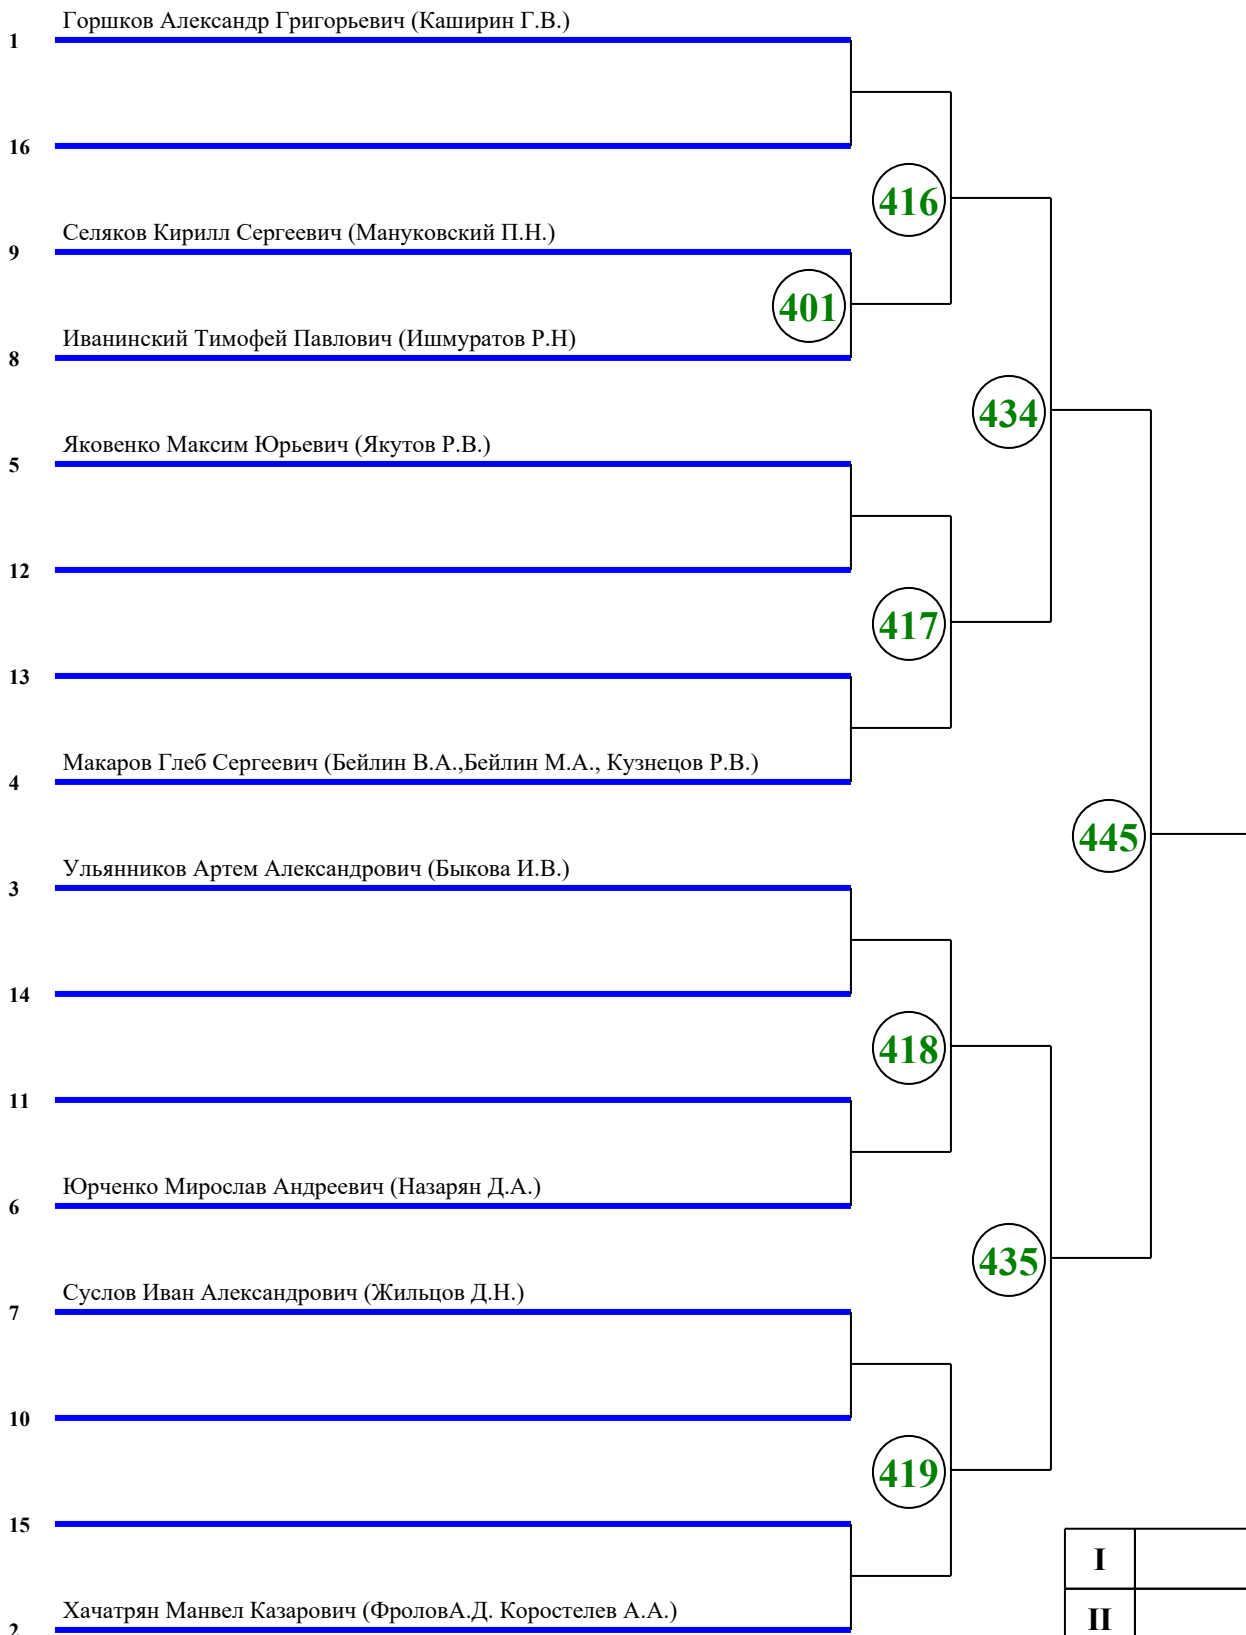 Горшков Александр Григорьевич (Каширин Г.В.)
1
16
416
Селяков Кирилл Сергеевич (Мануковский П.Н.)
9
401
Иванинский Тимофей Павлович (Ишмуратов Р.Н)
8
434
Яковенко Максим Юрьевич (Якутов Р.В.)
5
12
417
13
Макаров Глеб Сергеевич (Бейлин В.А.,Бейлин М.А., Кузнецов Р.В.)
4
445
Ульянников Артем Александрович (Быкова И.В.)
3
14
418
11
Юрченко Мирослав Андреевич (Назарян Д.А.)
6
435
Суслов Иван Александрович (Жильцов Д.Н.)
7
10
419
15
I
Хачатрян Манвел Казарович (ФроловА.Д. Коростелев А.А.)
2
II